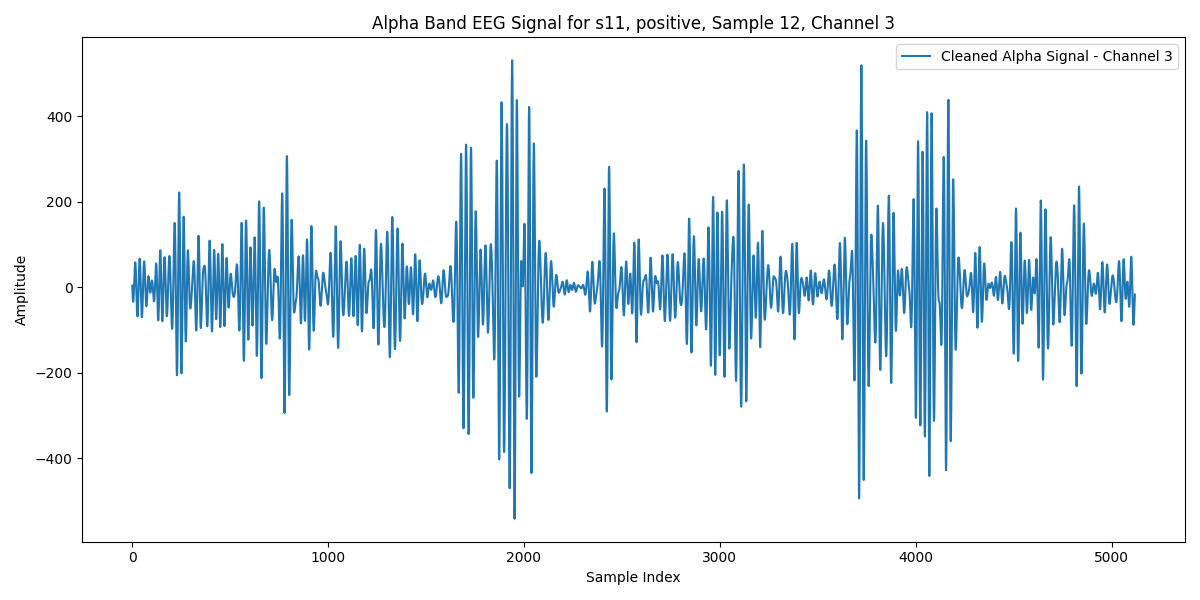 Alpha Band EEG Signal for s11, positive, Sample 12, Channel 3
Cleaned Alpha Signal - Channel 3
Amplitude
400
200
0
−200
−400
0 1000 2000 3000 4000 5000
Sample Index